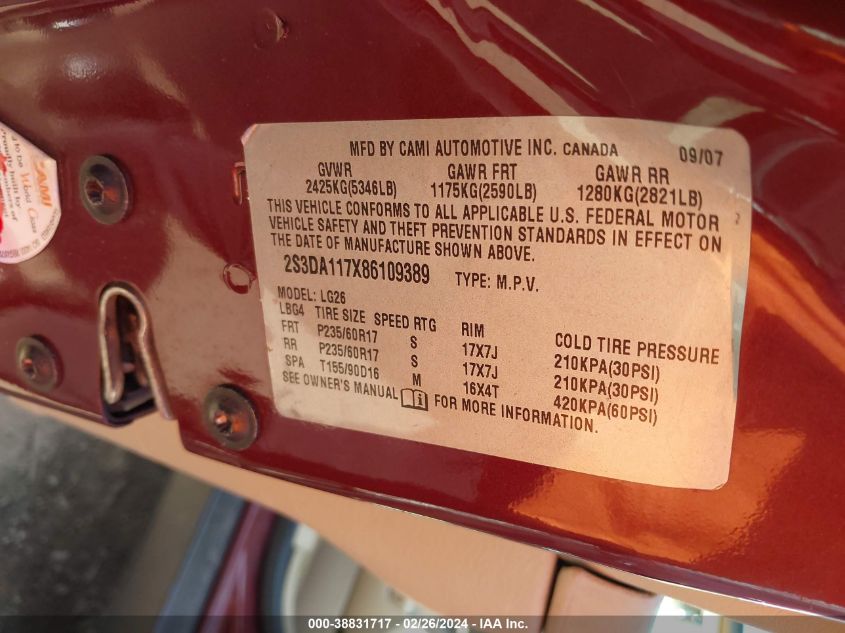 MFD BY CAMI AUTOMOTIVE INC. CANADA 09/07
GVWR GAWR FRT GAWR RR
2425KG(5346LB) 1175KG(2590LB) 1280KG(2821LB)
THIS VEHICLE CONFORMS TO ALL APPLICABLE U.S. FEDERAL MOTOR
VEHICLE SAFETY AND THEFT PREVENTION STANDARDS IN EFFECT ON
THE DATE OF MANUFACTURE SHOWN ABOVE.
2S3DA117X86109389 TYPE: M.P.V.
MODEL: LG26
LBG4 TIRE SIZE SPEED RTG RIM COLD TIRE PRESSURE
FRT P235/60R17 S 17X7J 210KPA(30PSI)
RR P235/60R17 S 17X7J 210KPA(30PSI)
SPA T155/90D16 M 16X4T 420KPA(60PSI)
SEE OWNER'S MANUAL FOR MORE INFORMATION.
CAMI
World Class
000-38831717 - 02/26/2024 - IAA Inc.